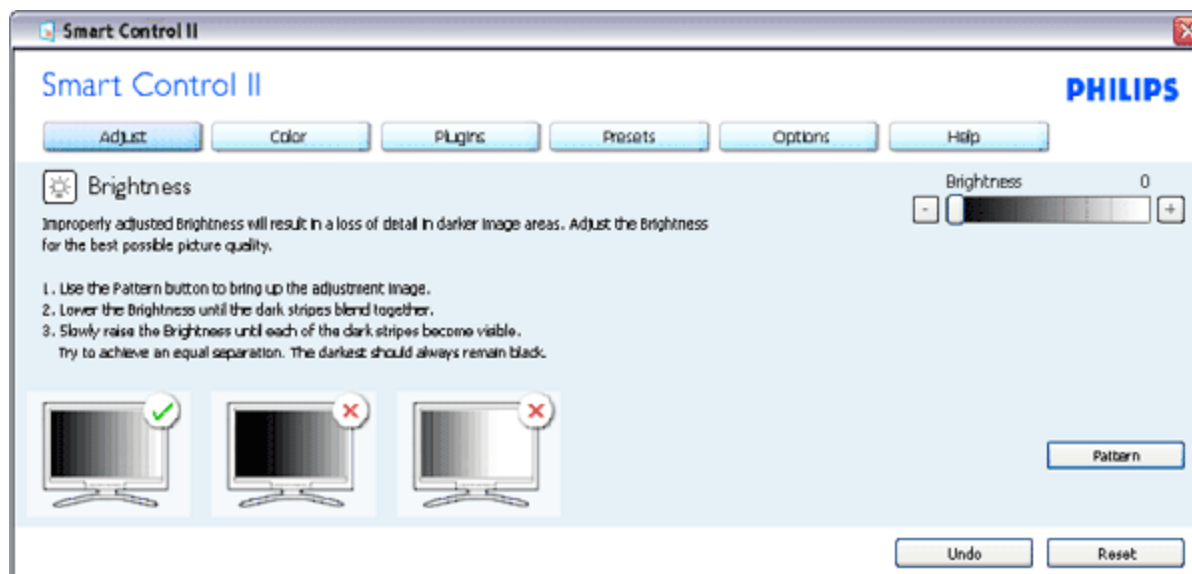 Smart Control II
Smart Control II
PHILIPS
Adjust Color Plugins Presets Options Help
Brightness
Brightness 0
- +
Improperly adjusted Brightness will result in a loss of detail in darker image areas. Adjust the Brightness
for the best possible picture quality.
1. Use the Pattern button to bring up the adjustment image.
2. Lower the Brightness until the dark stripes blend together.
3. Slowly raise the Brightness until each of the dark stripes become visible.
Try to achieve an equal separation. The darkest should always remain black.
Pattern
Undo Reset